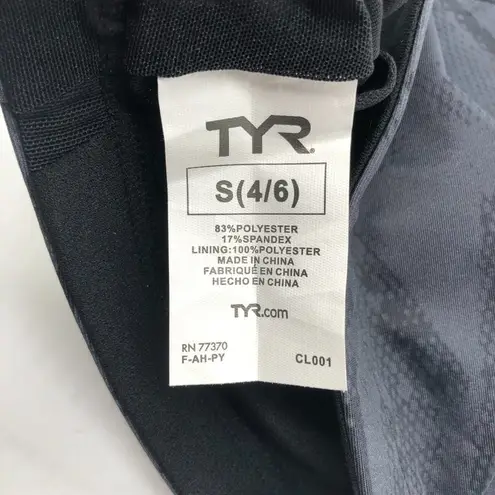 TYR
S(4/6)
83%POLYESTER
17%SPANDEX
LINING:100%POLYESTER
MADE IN CHINA
FABRIQUÉ EN CHINA
HECHO EN CHINA
TYR.com
RN 77370
F-AH-PY CL001